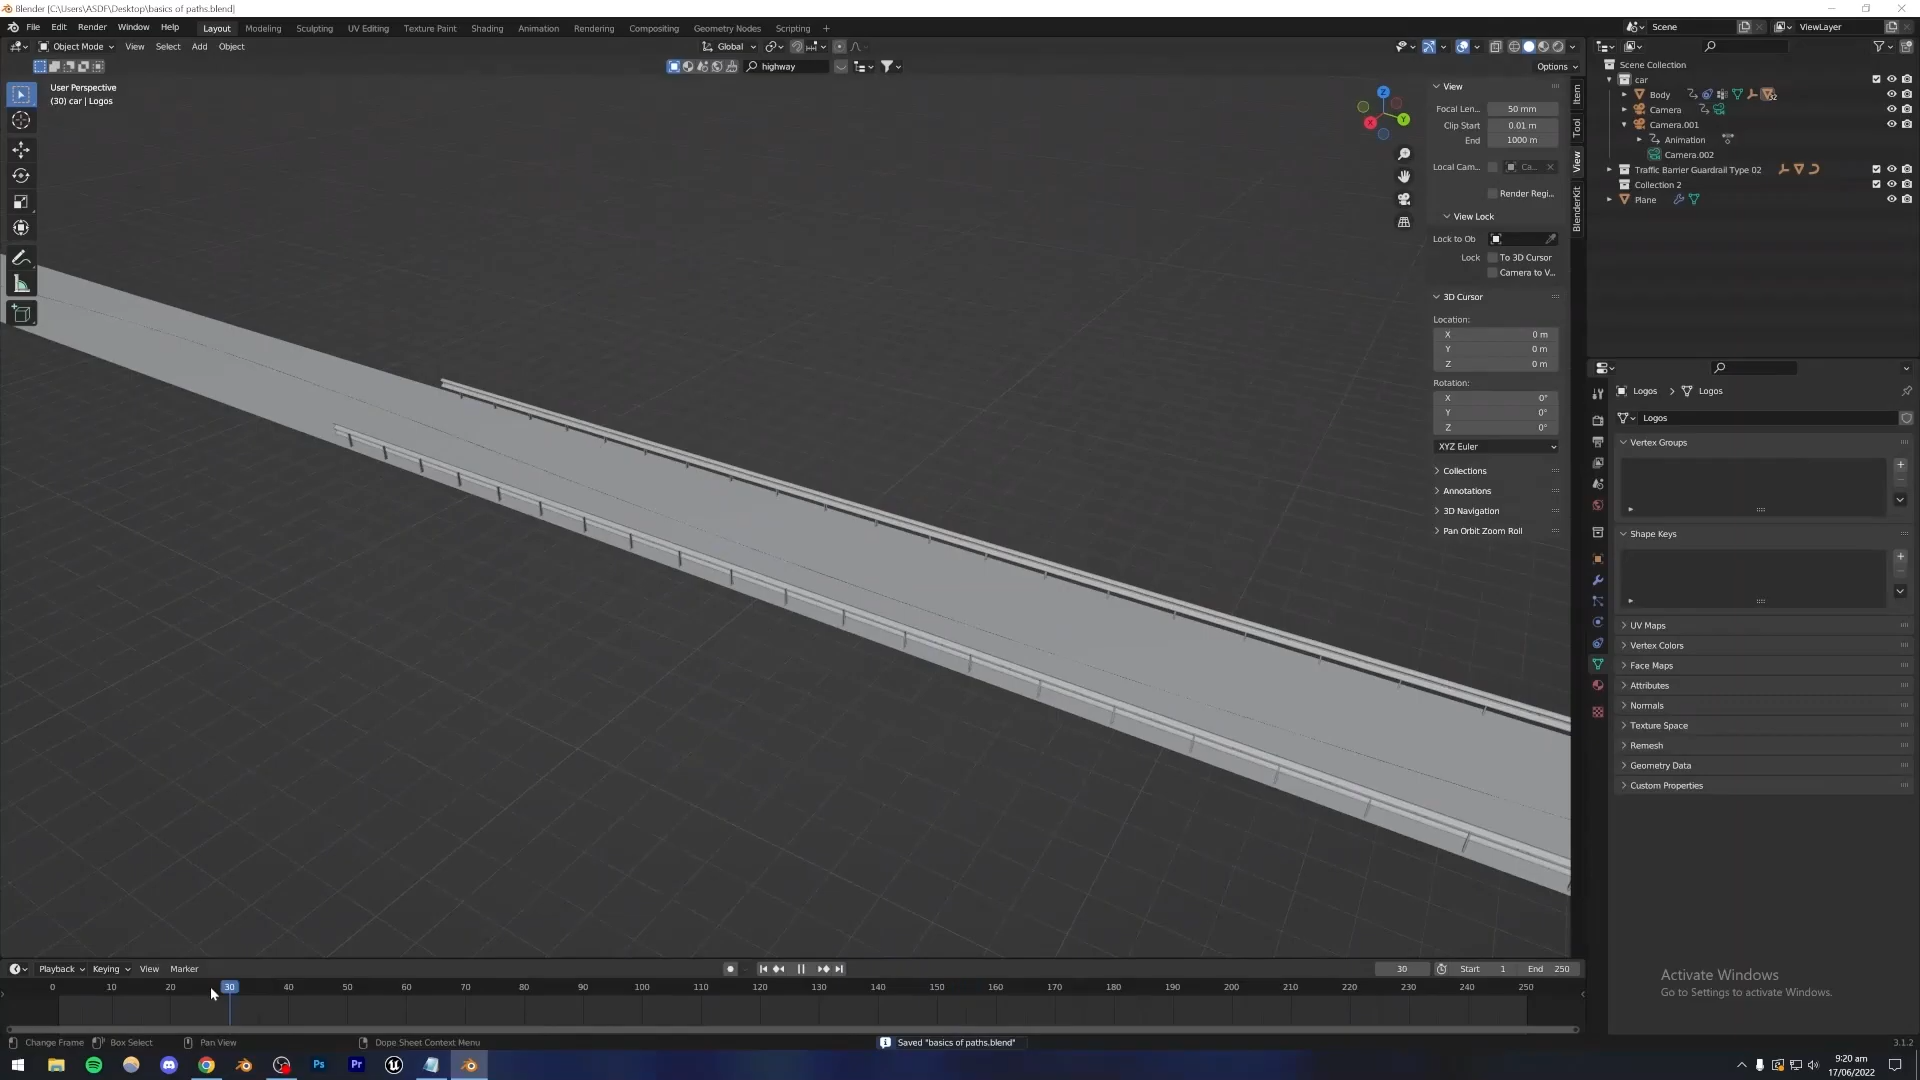 Blender [C:\Users\ASDF\Desktop\basics of paths.blend]
File Edit Render Window Help Layout Modeling Sculpting UV Editing Texture Paint Shading Animation Rendering Compositing Geometry Nodes Scripting + Scene ViewLayer
Object Mode View Select Add Object Global
highway Options
User Perspective
(30) car | Logos
Z
Y
X
View
Focal Len... 50 mm
Clip Start 0.01 m
End 1000 m
Local Cam... Ca...
Render Regi...
View Lock
Lock to Ob
Lock To 3D Cursor
Camera to V...
3D Cursor
Location:
X 0 m
Y 0 m
Z 0 m
Rotation:
X 0°
Y 0°
Z 0°
XYZ Euler
Collections
Annotations
3D Navigation
Pan Orbit Zoom Roll
Item
Tool
View
BlenderKit
Scene Collection
car
Body 32
Camera
Camera.001
Animation
Camera.002
Traffic Barrier Guardrail Type 02
Collection 2
Plane
Logos > Logos
Logos
Vertex Groups
Shape Keys
UV Maps
Vertex Colors
Face Maps
Attributes
Normals
Texture Space
Remesh
Geometry Data
Custom Properties
Activate Windows
Go to Settings to activate Windows.
Playback Keying View Marker 30 Start 1 End 250
0 10 20 30 40 50 60 70 80 90 100 110 120 130 140 150 160 170 180 190 200 210 220 230 240 250
Change Frame Box Select Pan View Dope Sheet Context Menu Saved "basics of paths.blend" 3.1.2
Ps Pr
9:20 am
17/06/2022